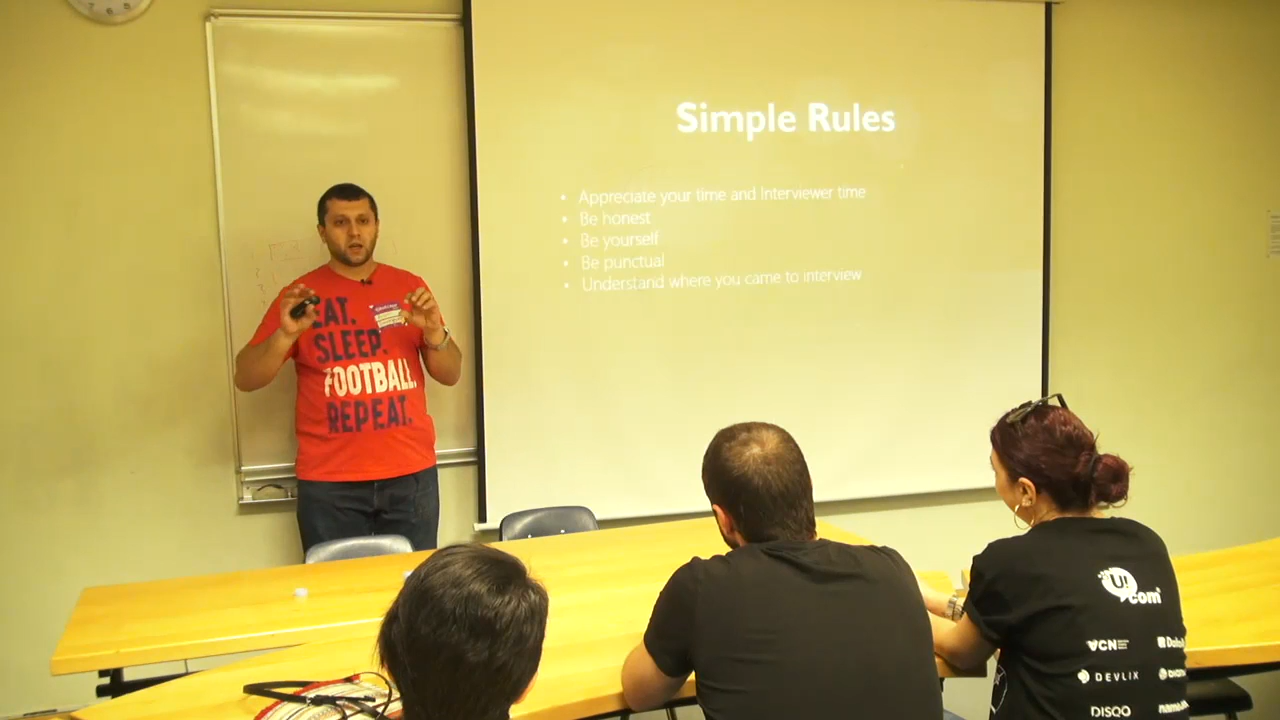 Simple Rules
• Appreciate your time and Interviewer time
• Be honest
• Be yourself
• Be punctual
• Understand where you came to interview
EAT.
SLEEP.
FOOTBALL.
REPEAT.
U!
com
VCN
DEVLIX
DISQO